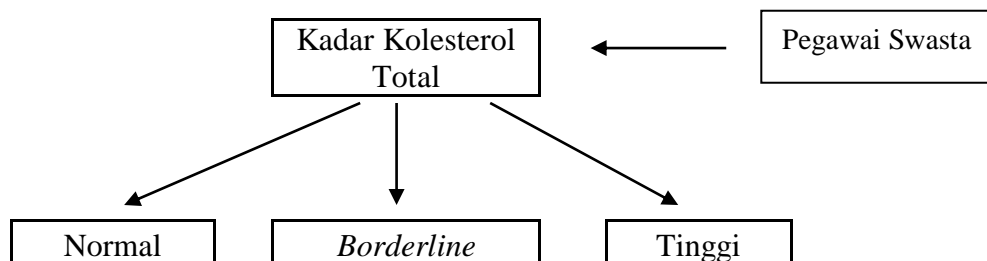 Kadar Kolesterol
Total
Pegawai Swasta
Normal
Borderline
Tinggi